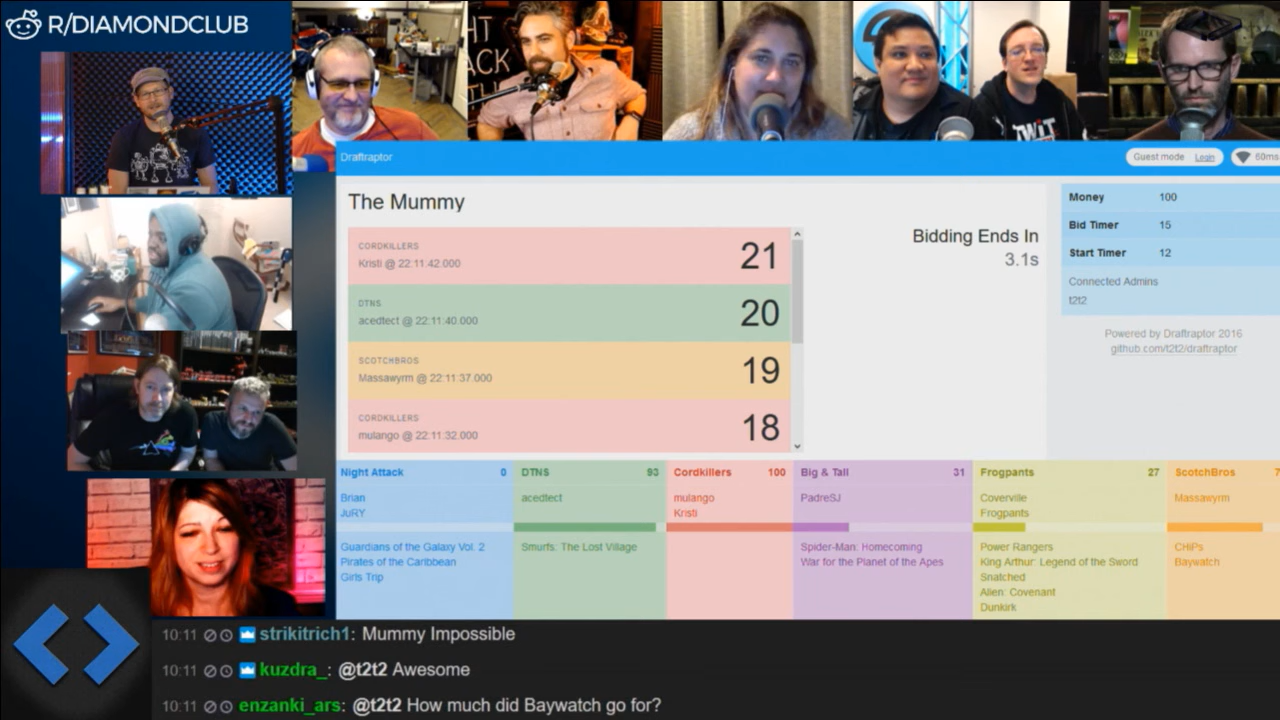 R/DIAMONDCLUB
Draftraptor
Guest mode Login
60ms
The Mummy
CORDKILLERS
Kristi @ 22:11:42.000
21
DTNS
acedtect @ 22:11:40.000
20
SCOTCHBROS
Massawyrm @ 22:11:37.000
19
CORDKILLERS
mulango @ 22:11:32.000
18
Bidding Ends In
3.1s
Money 100
Bid Timer 15
Start Timer 12
Connected Admins
t2t2
Powered by Draftraptor 2016
github.com/t2t2/draftraptor
Night Attack 0
Brian
JuRY
Guardians of the Galaxy Vol. 2
Pirates of the Caribbean
Girls Trip
DTNS 93
acedtect
Smurfs: The Lost Village
Cordkillers 100
mulango
Kristi
Big & Tall 31
PadreSJ
Spider-Man: Homecoming
War for the Planet of the Apes
Frogpants 27
Coverville
Frogpants
Power Rangers
King Arthur: Legend of the Sword
Snatched
Alien: Covenant
Dunkirk
ScotchBros 7
Massawyrm
CHiPs
Baywatch
TWiT
10:11 strikitrich1: Mummy Impossible
10:11 kuzdra_: @t2t2 Awesome
10:11 enzanki_ars: @t2t2 How much did Baywatch go for?